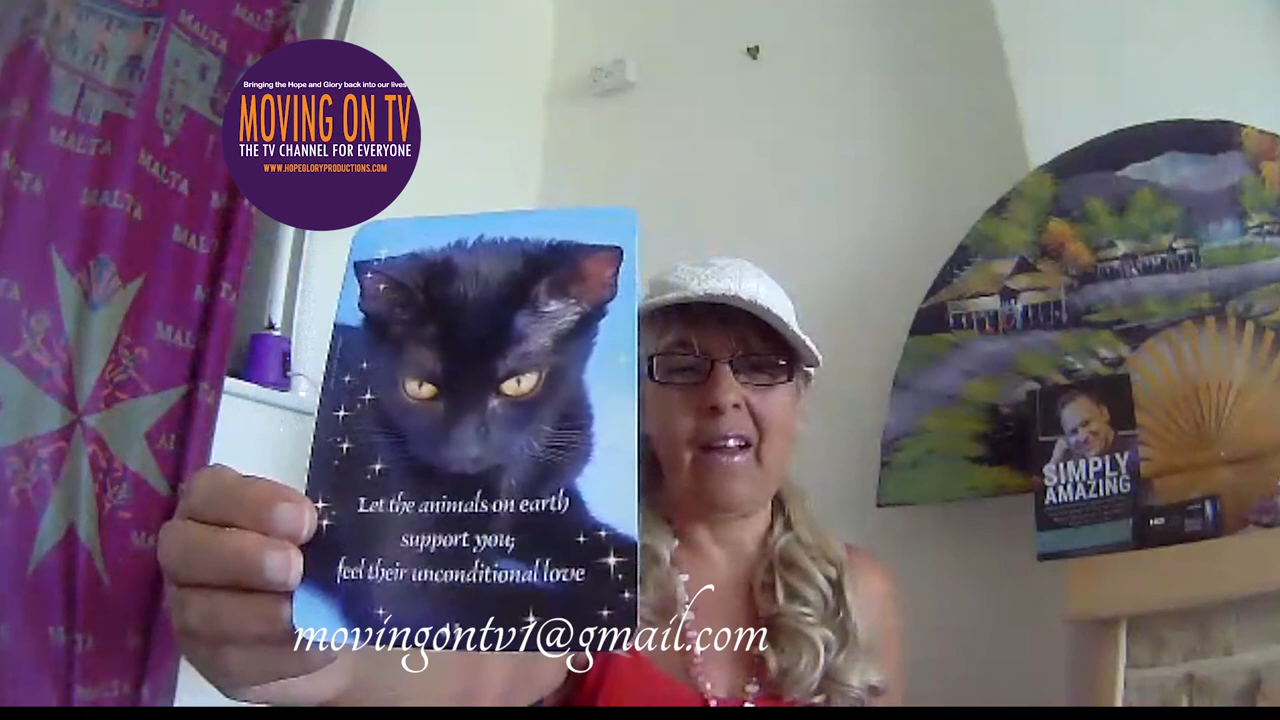 Bringing the Hope and Glory back into our lives
MOVING ON TV
THE TV CHANNEL FOR EVERYONE
WWW.HOPEGLORYPRODUCTIONS.COM
MALTA
MALTA
MALTA
MALTA
MALTA
Let the animals on earth
support you;
feel their unconditional love
movingontv1@gmail.com
SIMPLY
AMAZING